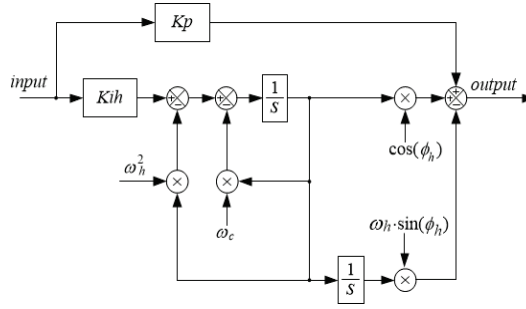 Kp
input
Kih
1/s
output
cos(ϕ_h)
ω_h^2
ω_c
ω_h·sin(ϕ_h)
1/s